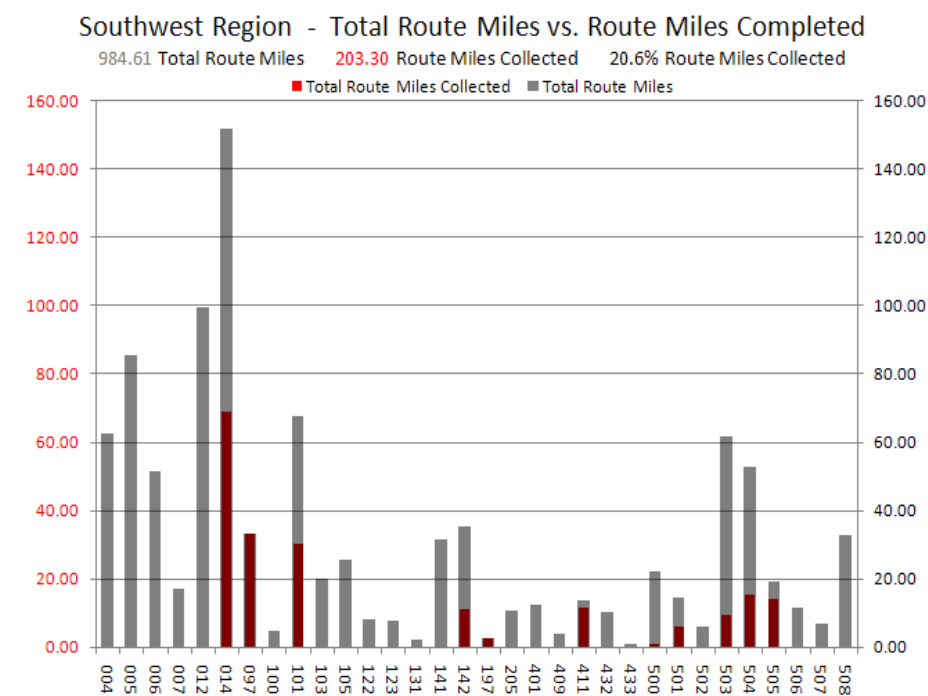 Southwest Region - Total Route Miles vs. Route Miles Completed
984.61 Total Route Miles 203.30 Route Miles Collected 20.6% Route Miles Collected
Total Route Miles Collected Total Route Miles
160.00 160.00
140.00 140.00
120.00 120.00
100.00 100.00
80.00 80.00
60.00 60.00
40.00 40.00
20.00 20.00
0.00 0.00
004 005 006 007 012 014 097 100 101 103 105 122 123 131 141 142 197 205 401 409 411 432 433 500 501 502 503 504 505 506 507 508